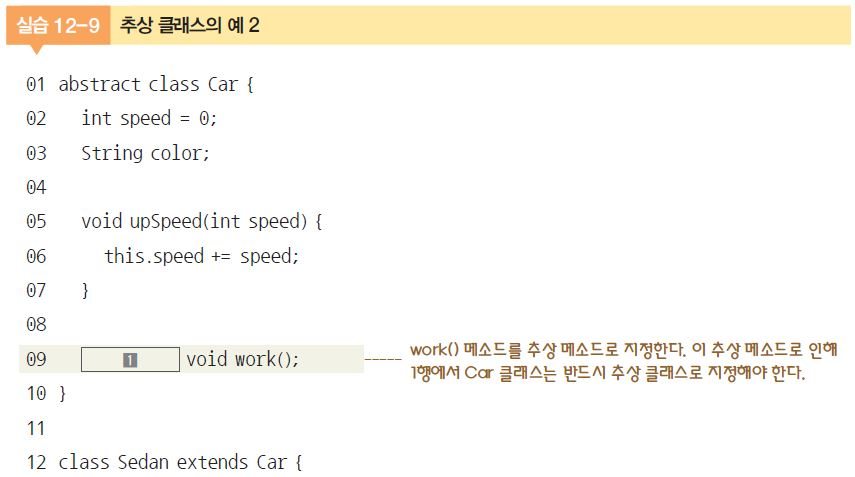 실습 12-9 추상 클래스의 예 2
01 abstract class Car {
02 int speed = 0;
03 String color;
04
05 void upSpeed(int speed) {
06 this.speed += speed;
07 }
08
09 1 void work(); work() 메소드를 추상 메소드로 지정한다. 이 추상 메소드로 인해
1행에서 Car 클래스는 반드시 추상 클래스로 지정해야 한다.
10 }
11
12 class Sedan extends Car {